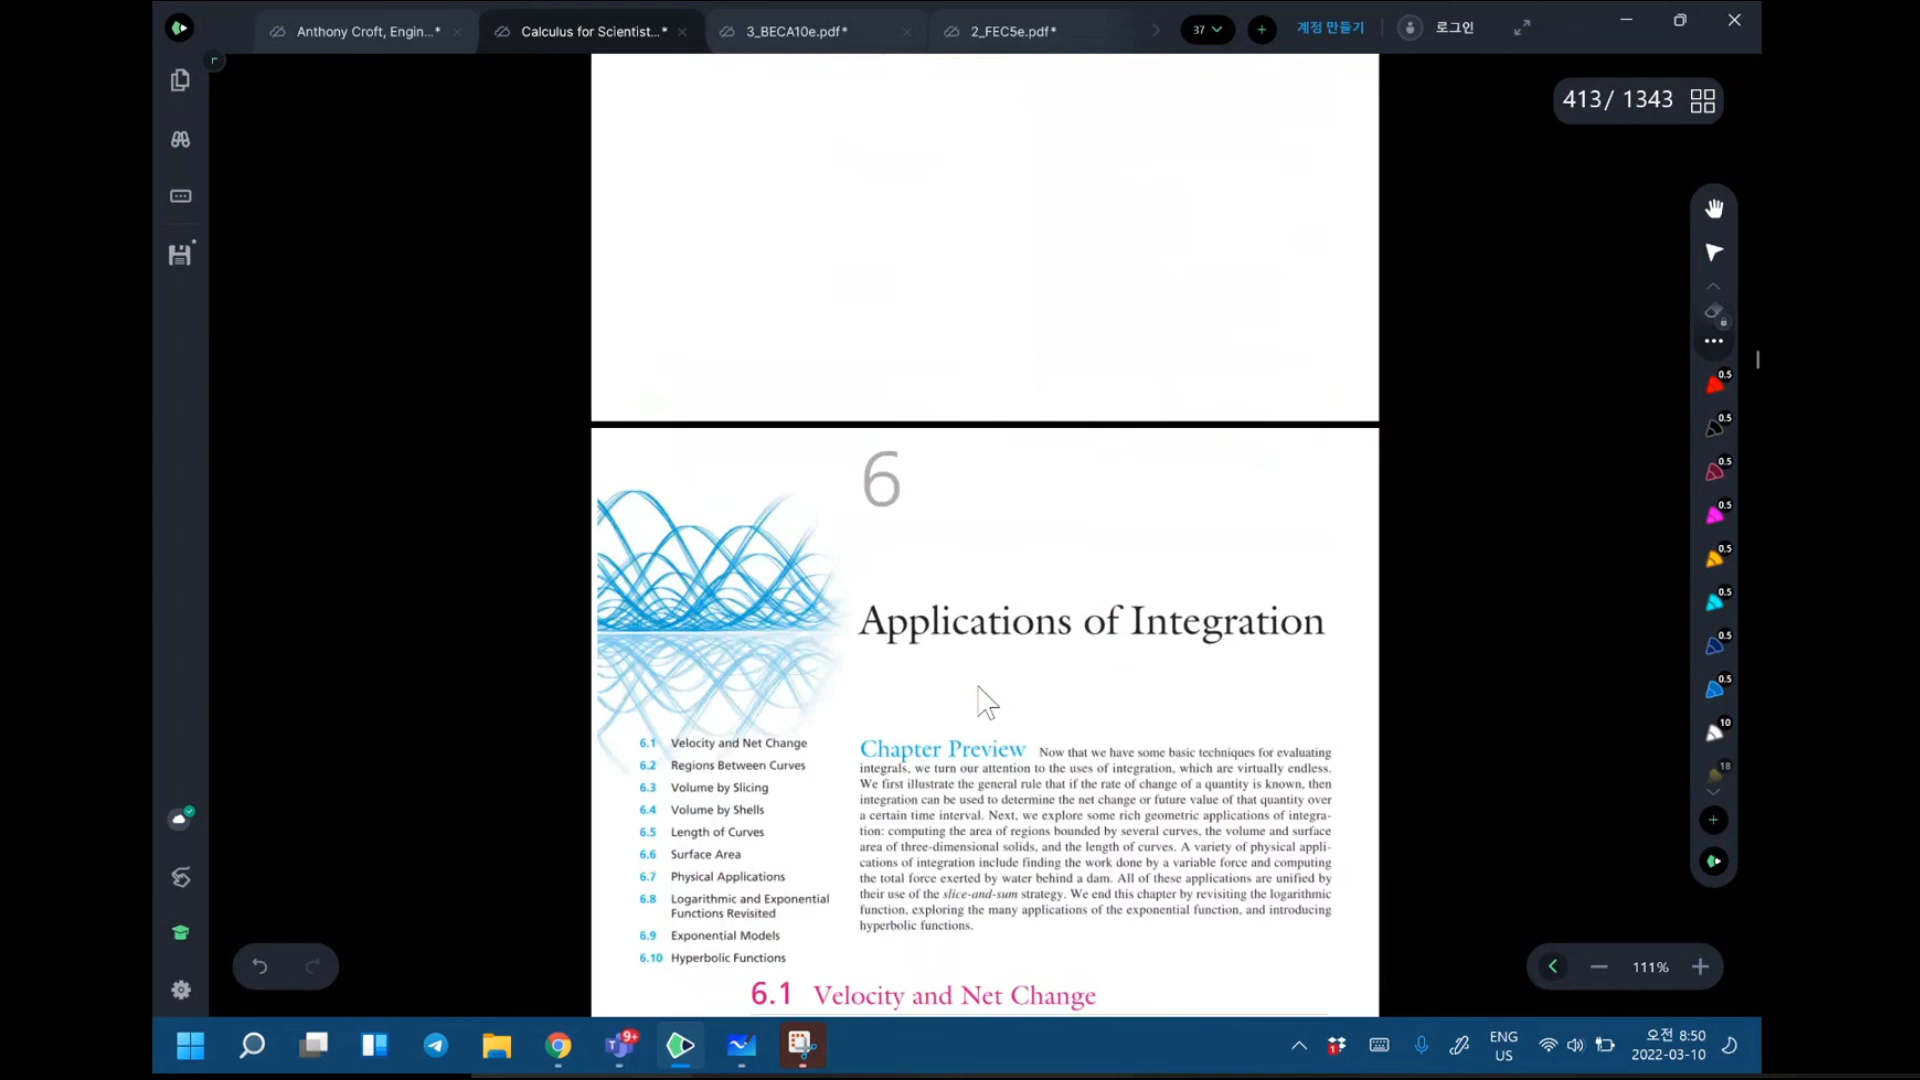 Anthony Croft, Engin...*
Calculus for Scientist...*
3_BECA10e.pdf*
2_FEC5e.pdf*
37
계정 만들기
로그인
413/ 1343
6
Applications of Integration
6.1 Velocity and Net Change
6.2 Regions Between Curves
6.3 Volume by Slicing
6.4 Volume by Shells
6.5 Length of Curves
6.6 Surface Area
6.7 Physical Applications
6.8 Logarithmic and Exponential
Functions Revisited
6.9 Exponential Models
6.10 Hyperbolic Functions
Chapter Preview Now that we have some basic techniques for evaluating
integrals, we turn our attention to the uses of integration, which are virtually endless.
We first illustrate the general rule that if the rate of change of a quantity is known, then
integration can be used to determine the net change or future value of that quantity over
a certain time interval. Next, we explore some rich geometric applications of integra-
tion: computing the area of regions bounded by several curves, the volume and surface
area of three-dimensional solids, and the length of curves. A variety of physical appli-
cations of integration include finding the work done by a variable force and computing
the total force exerted by water behind a dam. All of these applications are unified by
their use of the slice-and-sum strategy. We end this chapter by revisiting the logarithmic
function, exploring the many applications of the exponential function, and introducing
hyperbolic functions.
6.1 Velocity and Net Change
0.5
0.5
0.5
0.5
0.5
0.5
0.5
0.5
10
18
111%
9+
1
ENG
US
오전 8:50
2022-03-10